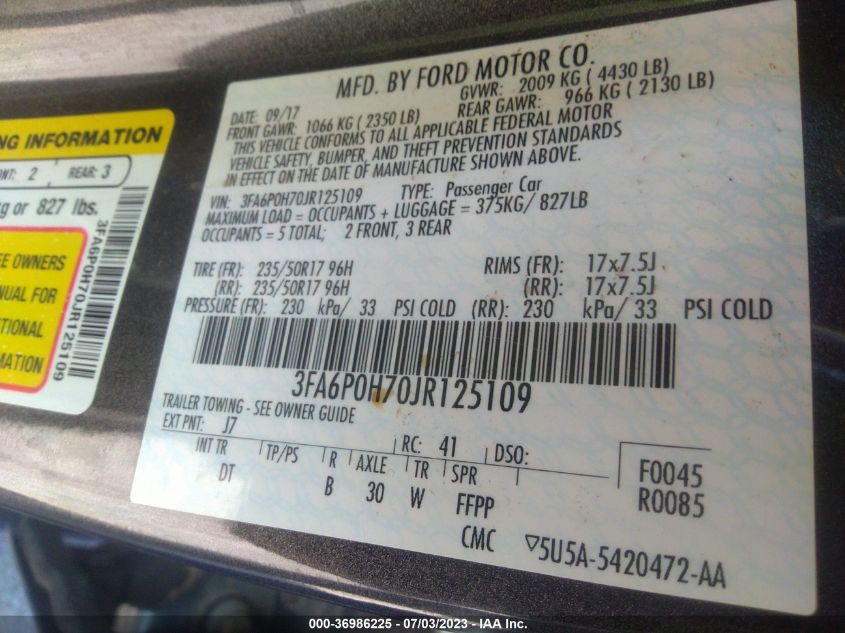 MFD. BY FORD MOTOR CO.
DATE: 09/17 GVWR: 2009 KG ( 4430 LB)
FRONT GAWR: 1066 KG ( 2350 LB) REAR GAWR: 966 KG ( 2130 LB)
THIS VEHICLE CONFORMS TO ALL APPLICABLE FEDERAL MOTOR
VEHICLE SAFETY, BUMPER, AND THEFT PREVENTION STANDARDS
IN EFFECT ON THE DATE OF MANUFACTURE SHOWN ABOVE.
VIN: 3FA6P0H70JR125109 TYPE: Passenger Car
MAXIMUM LOAD = OCCUPANTS + LUGGAGE = 375KG/ 827LB
OCCUPANTS = 5 TOTAL; 2 FRONT, 3 REAR
TIRE (FR): 235/50R17 96H RIMS (FR): 17x7.5J
(RR): 235/50R17 96H (RR): 17x7.5J
PRESSURE (FR): 230 kPa/ 33 PSI COLD (RR): 230 kPa/ 33 PSI COLD
3FA6P0H70JR125109
TRAILER TOWING - SEE OWNER GUIDE
EXT PNT: J7 RC: 41 DSO:
INT TR TP/PS R AXLE TR SPR
DT B 30 W FFPP
F0045
R0085
CMC ▽5U5A-5420472-AA
NG INFORMATION
NT: 2 REAR: 3
kg or 827 lbs.
EE OWNERS
NUAL FOR
ITIONAL
MATION
3FA6P0H70JR125109
000-36986225 - 07/03/2023 - IAA, Inc.